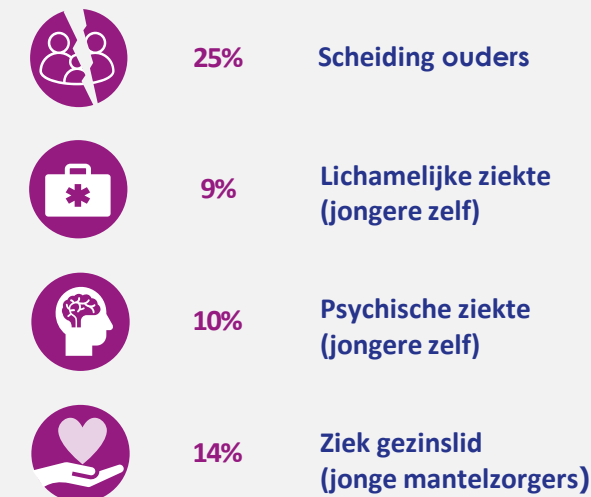 25% Scheiding ouders
9% Lichamelijke ziekte
(jongere zelf)
10% Psychische ziekte
(jongere zelf)
14% Ziek gezinslid
(jonge mantelzorgers)